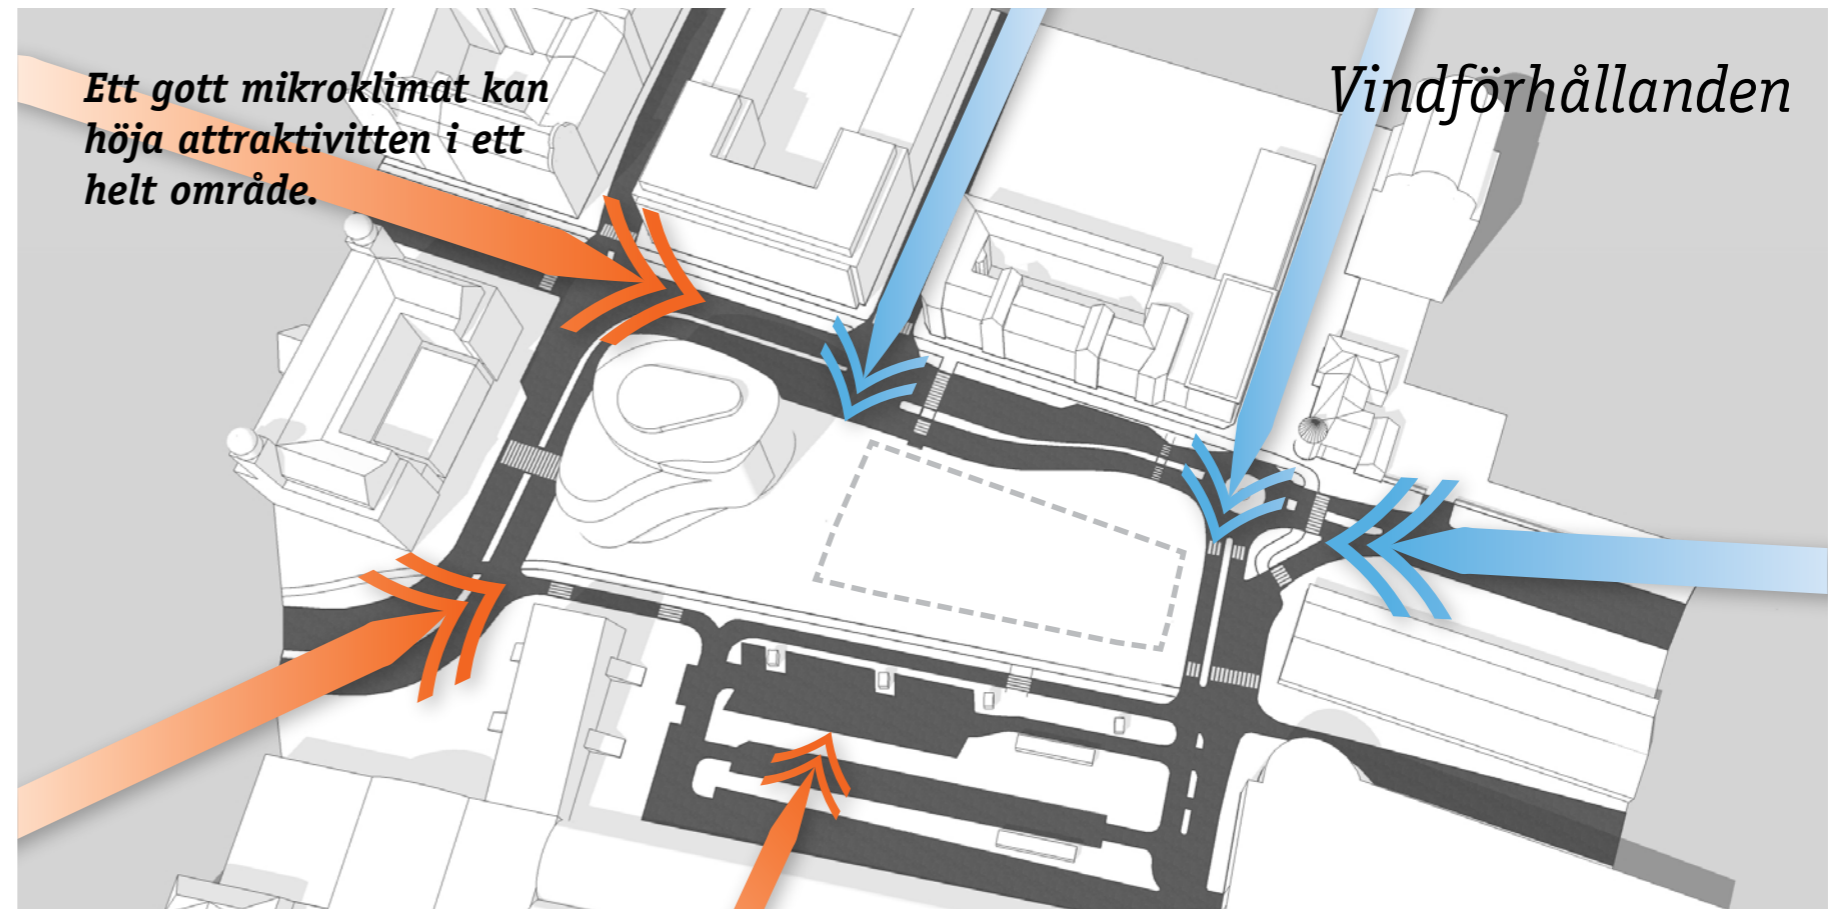 Ett gott mikroklimat kan
höja attraktivitten i ett
helt område.
Vindförhållanden